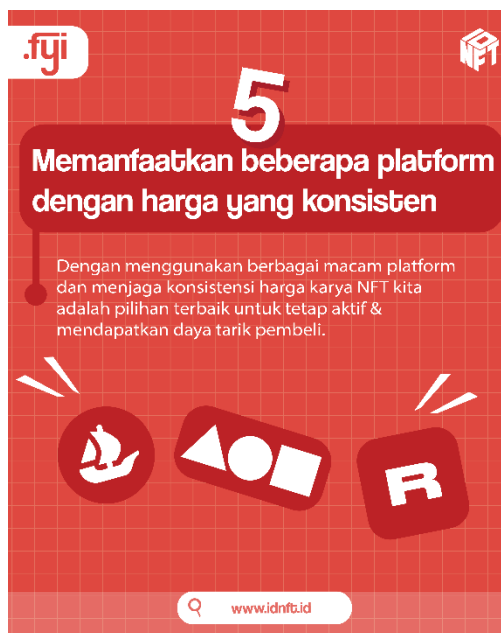 .fyi
ID
NFT
5
Memanfaatkan beberapa platform
dengan harga yang konsisten
Dengan menggunakan berbagai macam platform
dan menjaga konsistensi harga karya NFT kita
adalah pilihan terbaik untuk tetap aktif &
mendapatkan daya tarik pembeli.
R
www.idnft.id